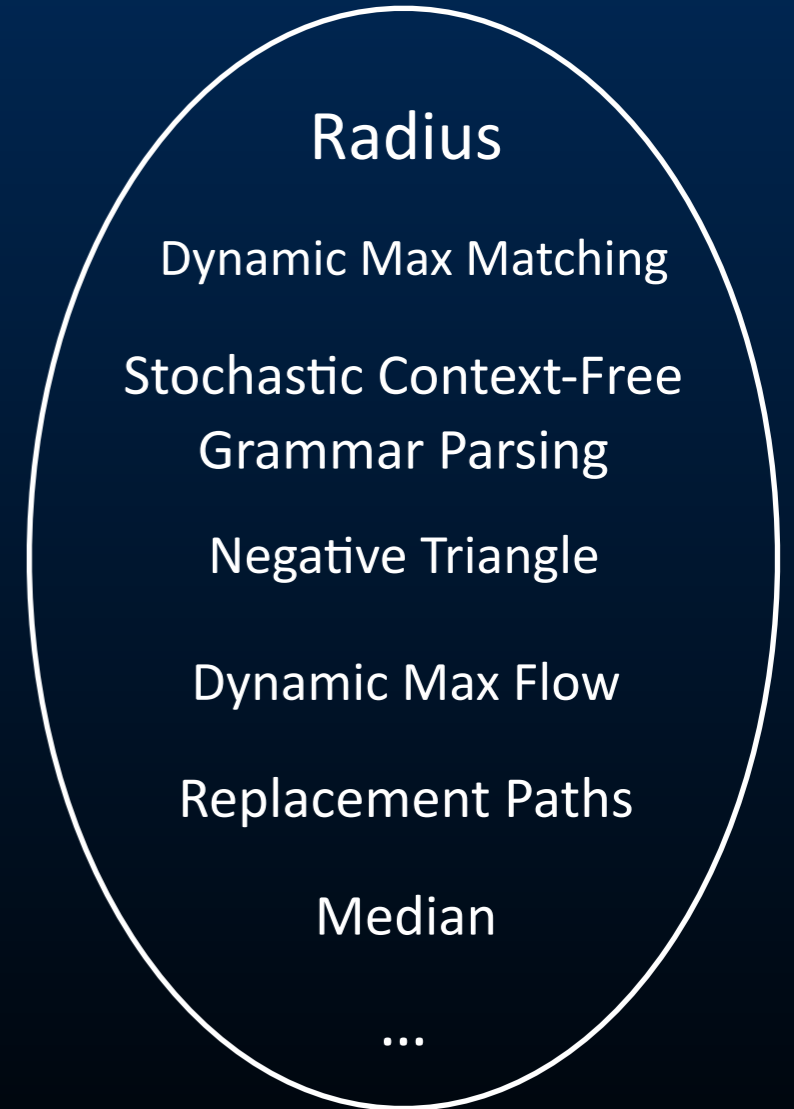 Radius
Dynamic Max Matching
Stochastic Context-Free
Grammar Parsing
Negative Triangle
Dynamic Max Flow
Replacement Paths
Median
...